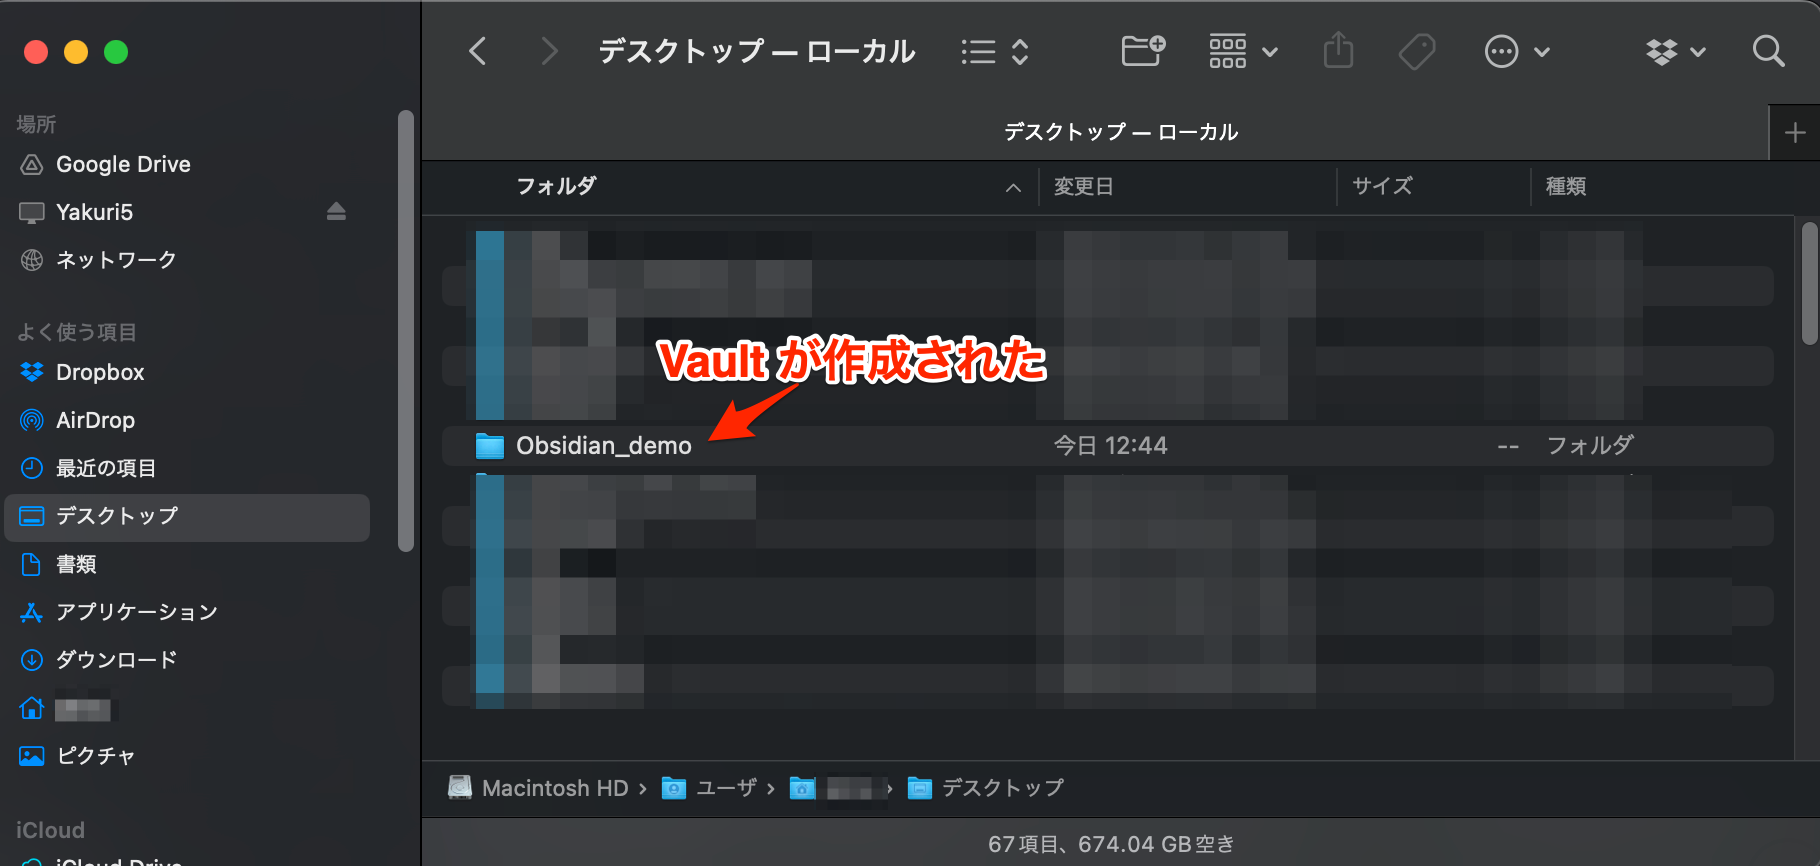 デスクトップ — ローカル
デスクトップ — ローカル
場所
Google Drive
Yakuri5
ネットワーク
よく使う項目
Dropbox
AirDrop
最近の項目
デスクトップ
書類
アプリケーション
ダウンロード
ピクチャ
iCloud
iCloud Drive
フォルダ 変更日 サイズ 種類
Vault が作成された
Obsidian_demo 今日 12:44 -- フォルダ
Macintosh HD › ユーザ › › デスクトップ
67項目、674.04 GB空き